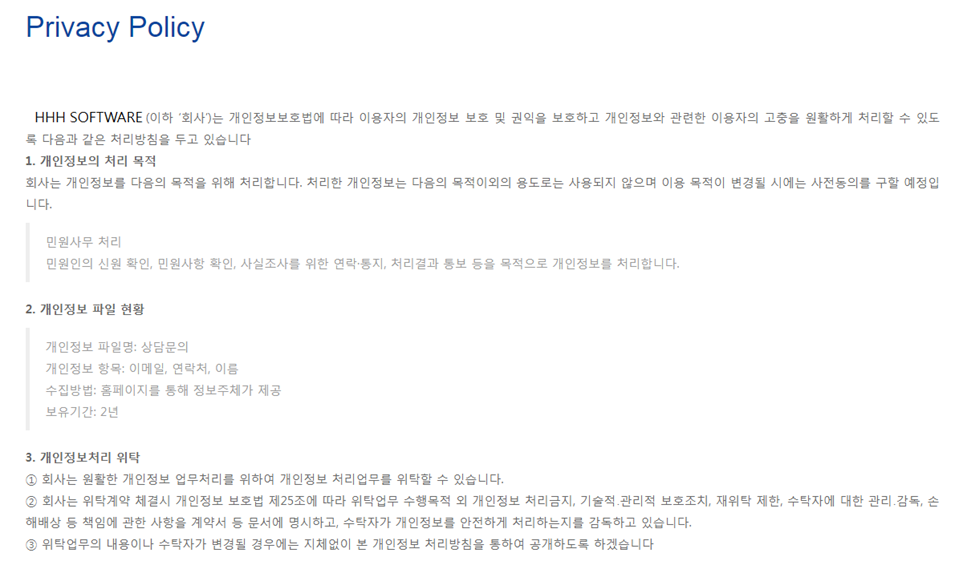 Privacy Policy
HHH SOFTWARE (이하 ‘회사’)는 개인정보보호법에 따라 이용자의 개인정보 보호 및 권익을 보호하고 개인정보와 관련한 이용자의 고충을 원활하게 처리할 수 있도
록 다음과 같은 처리방침을 두고 있습니다
1. 개인정보의 처리 목적
회사는 개인정보를 다음의 목적을 위해 처리합니다. 처리한 개인정보는 다음의 목적이외의 용도로는 사용되지 않으며 이용 목적이 변경될 시에는 사전동의를 구할 예정입
니다.
민원사무 처리
민원인의 신원 확인, 민원사항 확인, 사실조사를 위한 연락·통지, 처리결과 통보 등을 목적으로 개인정보를 처리합니다.
2. 개인정보 파일 현황
개인정보 파일명: 상담문의
개인정보 항목: 이메일, 연락처, 이름
수집방법: 홈페이지를 통해 정보주체가 제공
보유기간: 2년
3. 개인정보처리 위탁
① 회사는 원활한 개인정보 업무처리를 위하여 개인정보 처리업무를 위탁할 수 있습니다.
② 회사는 위탁계약 체결시 개인정보 보호법 제25조에 따라 위탁업무 수행목적 외 개인정보 처리금지, 기술적.관리적 보호조치, 재위탁 제한, 수탁자에 대한 관리.감독, 손
해배상 등 책임에 관한 사항을 계약서 등 문서에 명시하고, 수탁자가 개인정보를 안전하게 처리하는지를 감독하고 있습니다.
③ 위탁업무의 내용이나 수탁자가 변경될 경우에는 지체없이 본 개인정보 처리방침을 통하여 공개하도록 하겠습니다